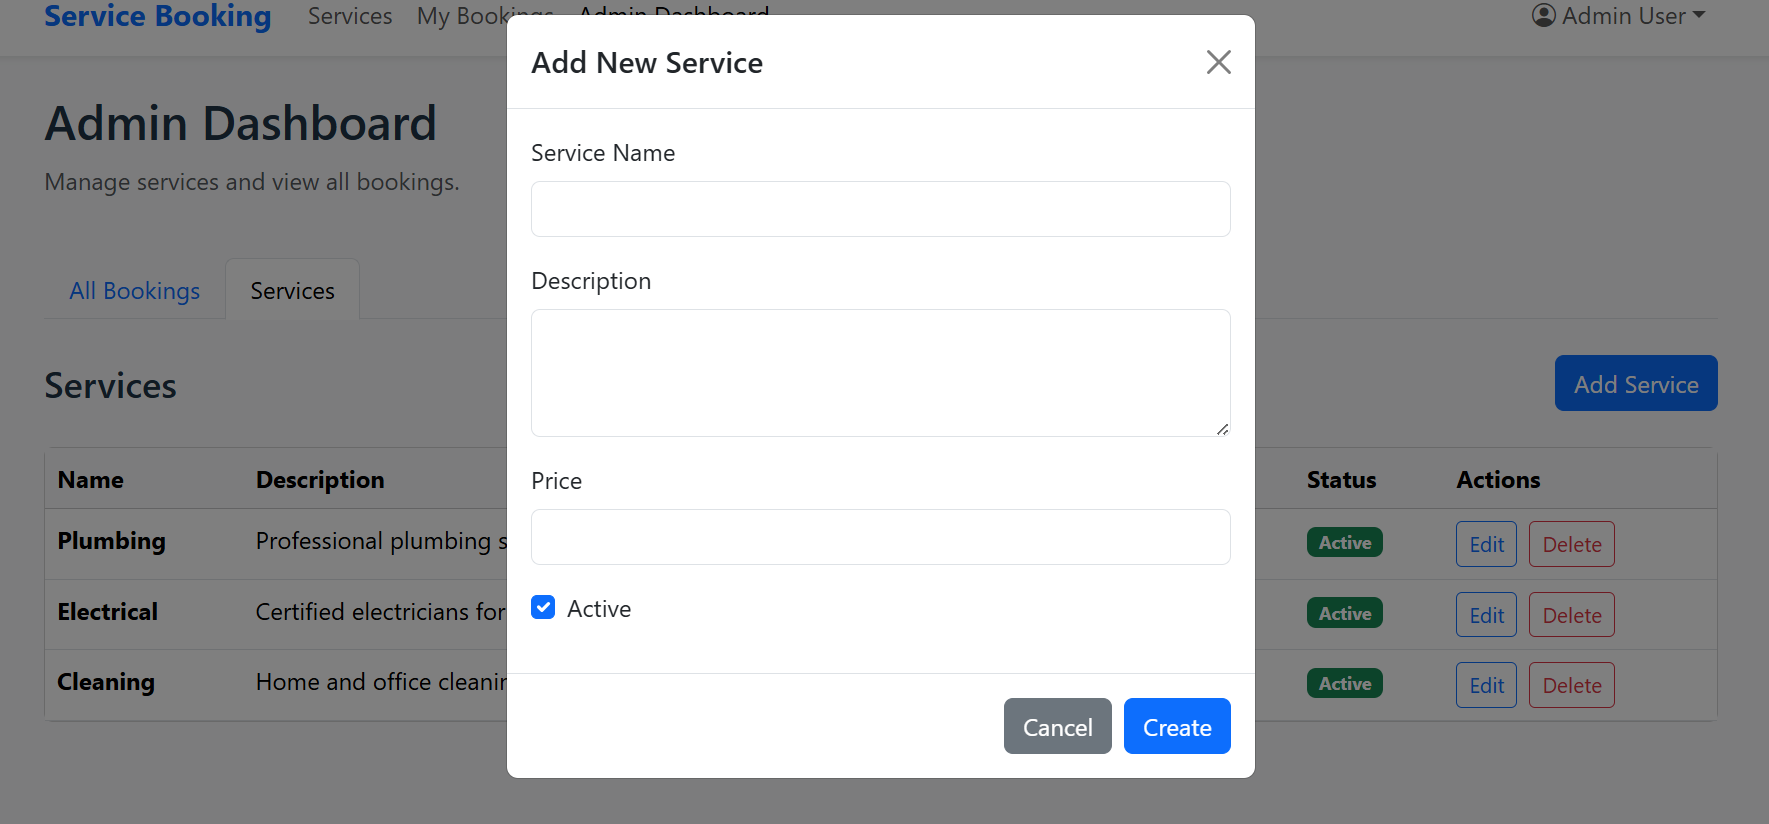 Service Booking Services My Bookings Admin Dashboard Admin User
Add New Service
Admin Dashboard
Manage services and view all bookings.
Service Name
Description
All Bookings Services
Services
Add Service
Price
Name Description Status Actions
Plumbing Professional plumbing Active Edit Delete
Electrical Certified electricians for Active Edit Delete
Cleaning Home and office Active Edit Delete
Active
Cancel Create